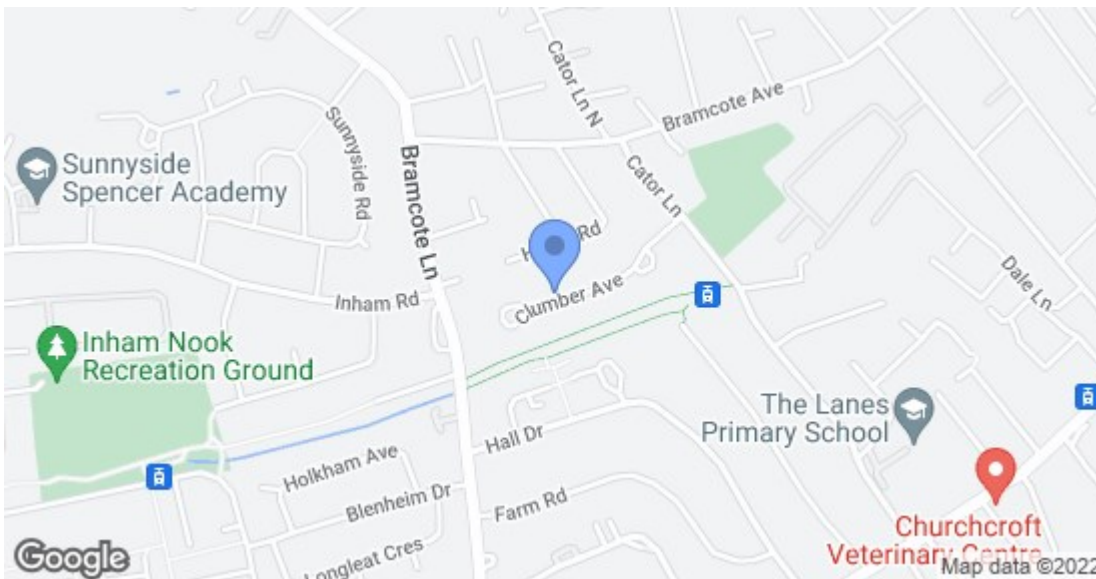 Cator Ln N
Bramcote Ave
Sunnyside
Spencer Academy
Sunnyside Rd
Bramcote Ln
Cator Ln
Rd
Dale Ln
Inham Rd
Clumber Ave
Inham Nook
Recreation Ground
The Lanes
Primary School
Hall Dr
Holkham Ave
Blenheim Dr
Farm Rd
Longleat Cres
Churchcroft
Veterinary Centre
Google
Map data ©2022